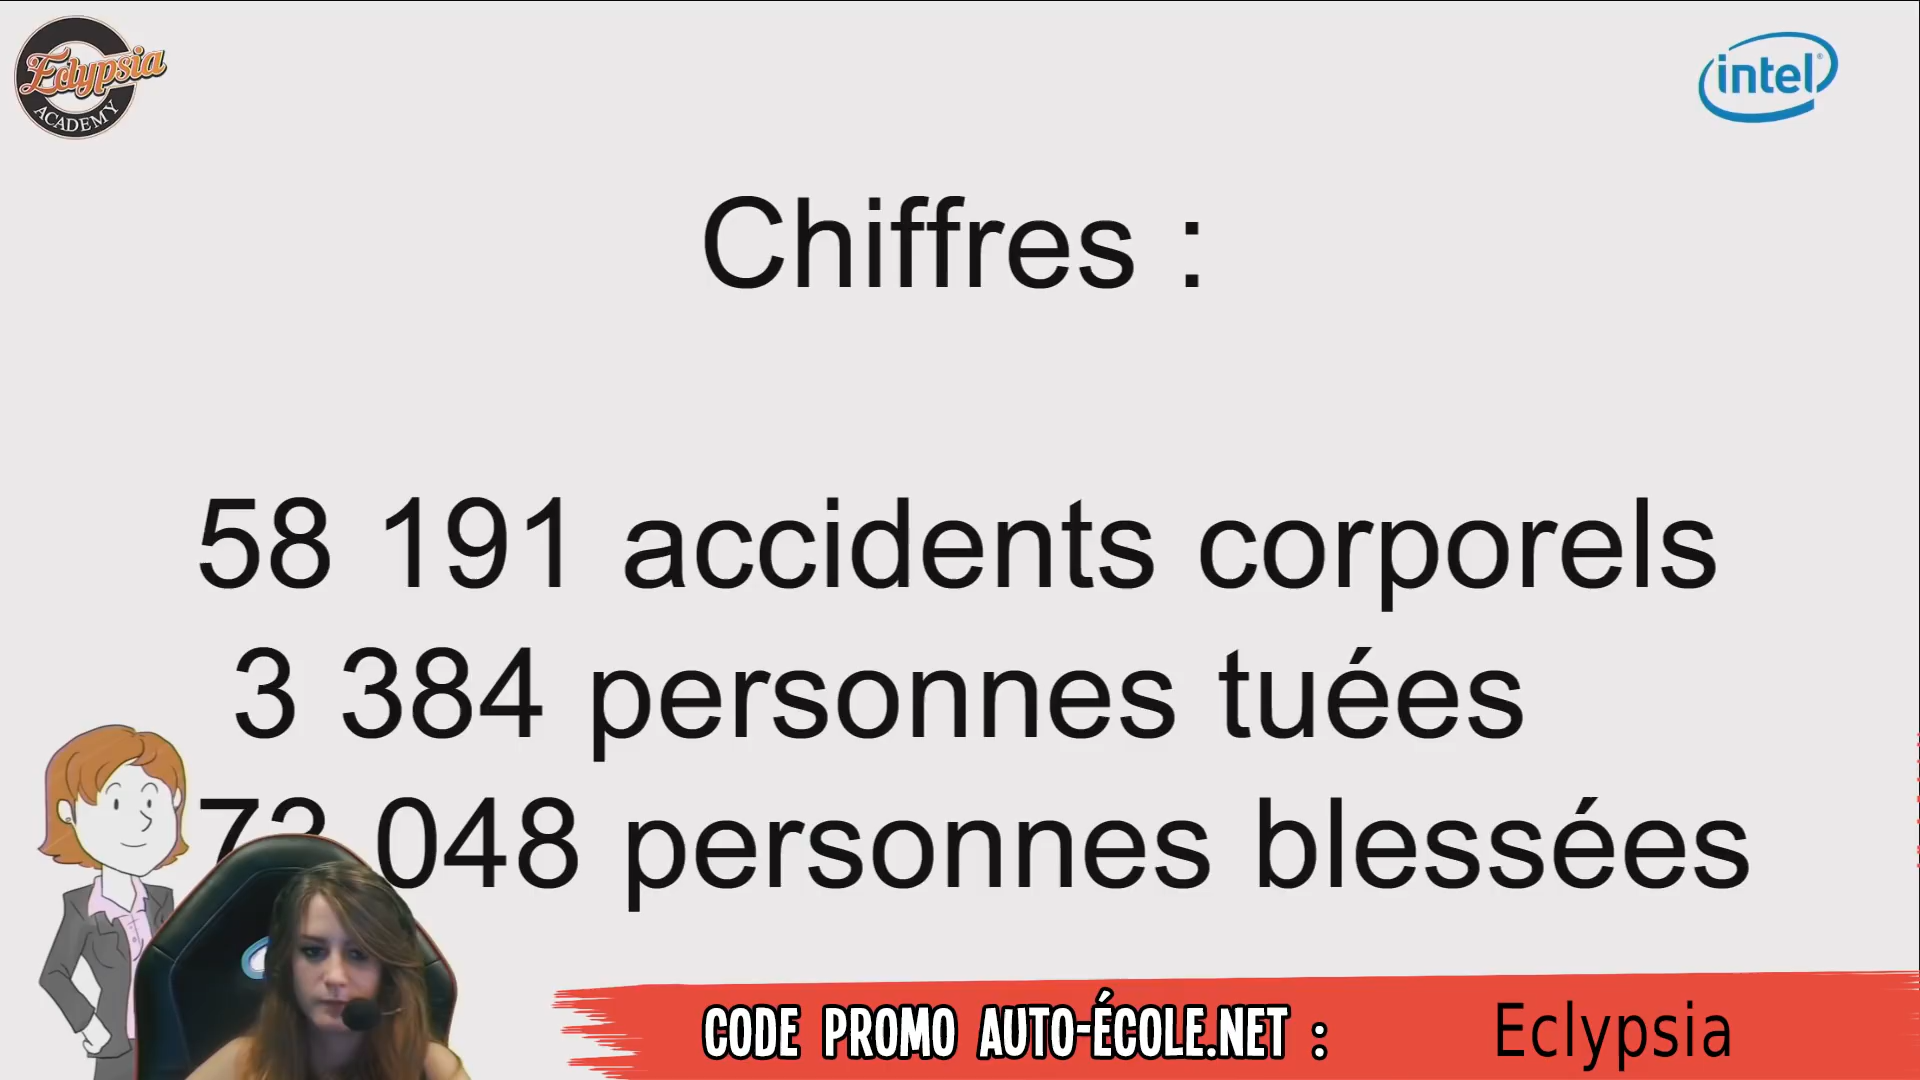 Eclypsia
ACADEMY
intel
Chiffres :
58 191 accidents corporels
3 384 personnes tuées
73 048 personnes blessées
CODE PROMO AUTO-ÉCOLE.NET :
Eclypsia